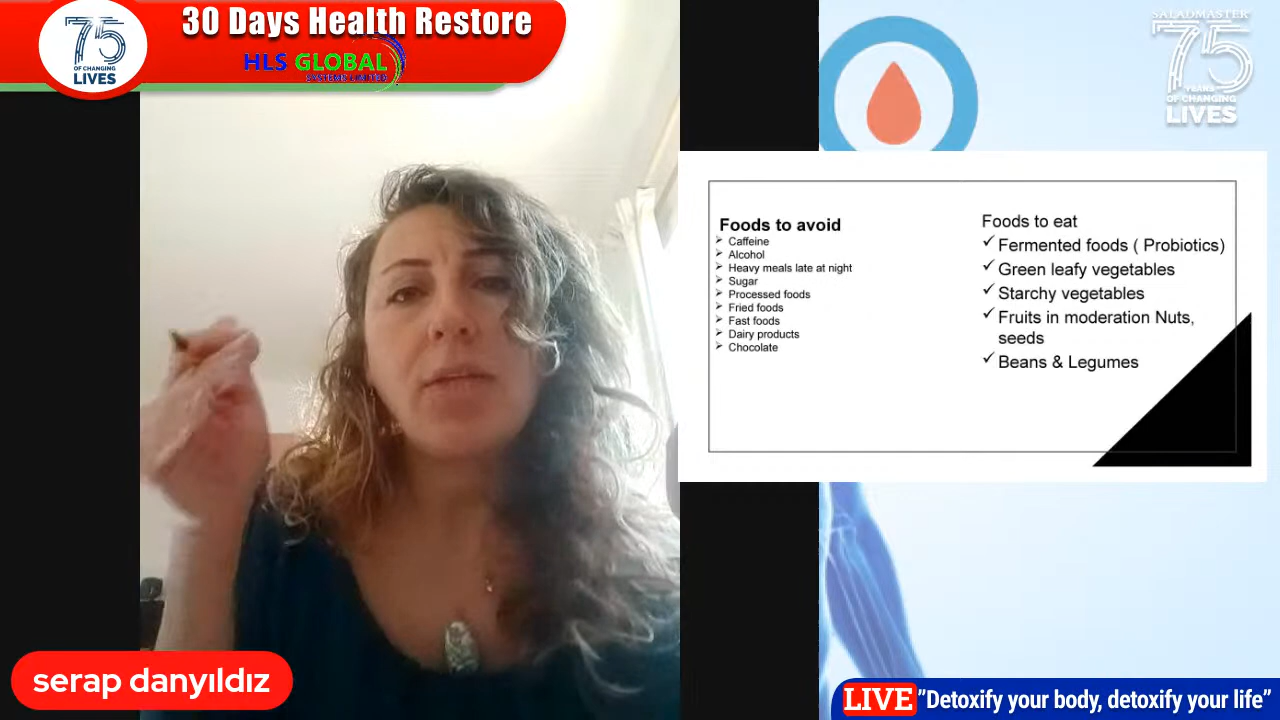 75
OF CHANGING
LIVES
30 Days Health Restore
HLS GLOBAL
SYSTEMS LIMITED
SALADMASTER
75
YEARS
OF CHANGING
LIVES
Foods to avoid
Caffeine
Alcohol
Heavy meals late at night
Sugar
Processed foods
Fried foods
Fast foods
Dairy products
Chocolate
Foods to eat
Fermented foods ( Probiotics)
Green leafy vegetables
Starchy vegetables
Fruits in moderation Nuts,
seeds
Beans & Legumes
serap danyıldız
LIVE "Detoxify your body, detoxify your life"